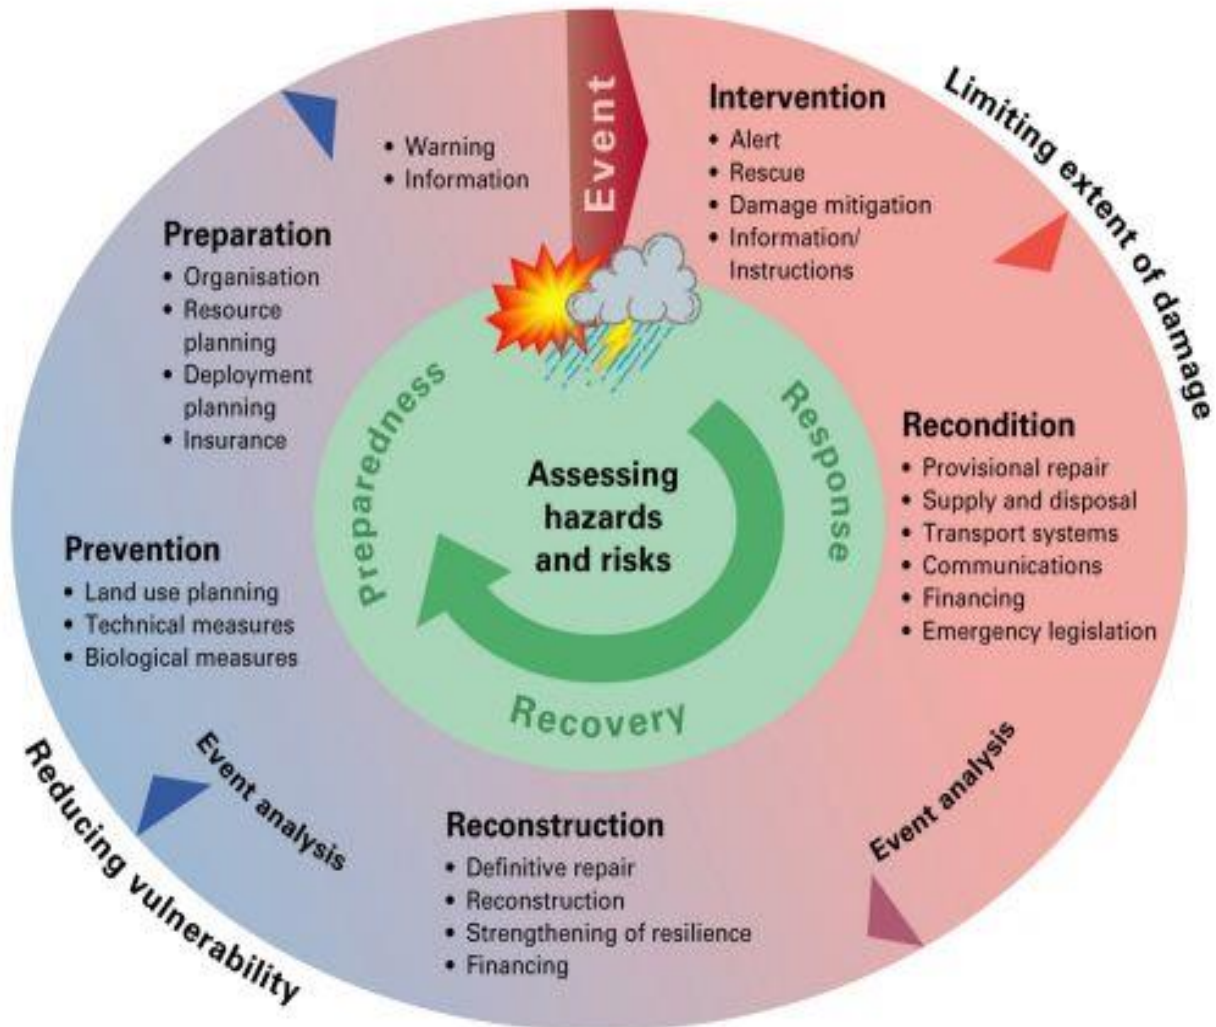 Event
Intervention
• Alert
• Rescue
• Damage mitigation
• Information/
Instructions
Limiting extent of damage
Recondition
• Provisional repair
• Supply and disposal
• Transport systems
• Communications
• Financing
• Emergency legislation
Event analysis
Reconstruction
• Definitive repair
• Reconstruction
• Strengthening of resilience
• Financing
Event analysis
Reducing vulnerability
Prevention
• Land use planning
• Technical measures
• Biological measures
Preparation
• Organisation
• Resource
planning
• Deployment
planning
• Insurance
• Warning
• Information
Response
Recovery
Preparedness
Assessing
hazards
and risks